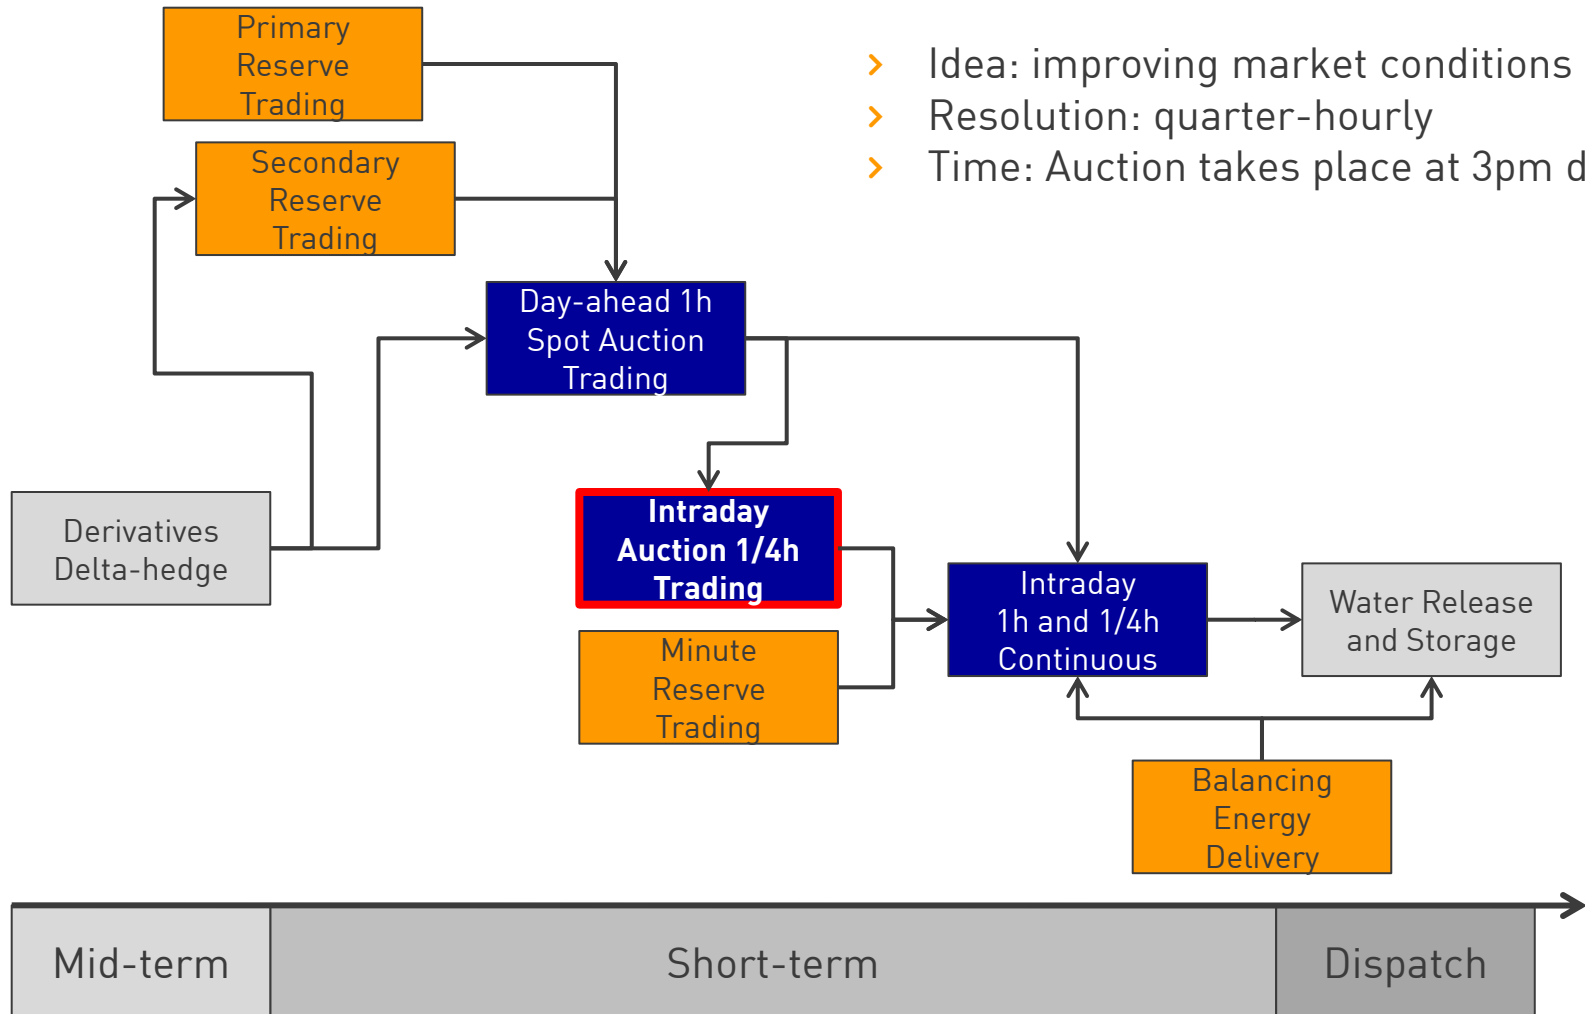 Primary
Reserve
Trading
Idea: improving market conditions
Resolution: quarter-hourly
Time: Auction takes place at 3pm d
Secondary
Reserve
Trading
Day-ahead 1h
Spot Auction
Trading
Derivatives
Delta-hedge
Intraday
Auction 1/4h
Trading
Intraday
1h and 1/4h
Continuous
Water Release
and Storage
Minute
Reserve
Trading
Balancing
Energy
Delivery
Mid-term
Short-term
Dispatch